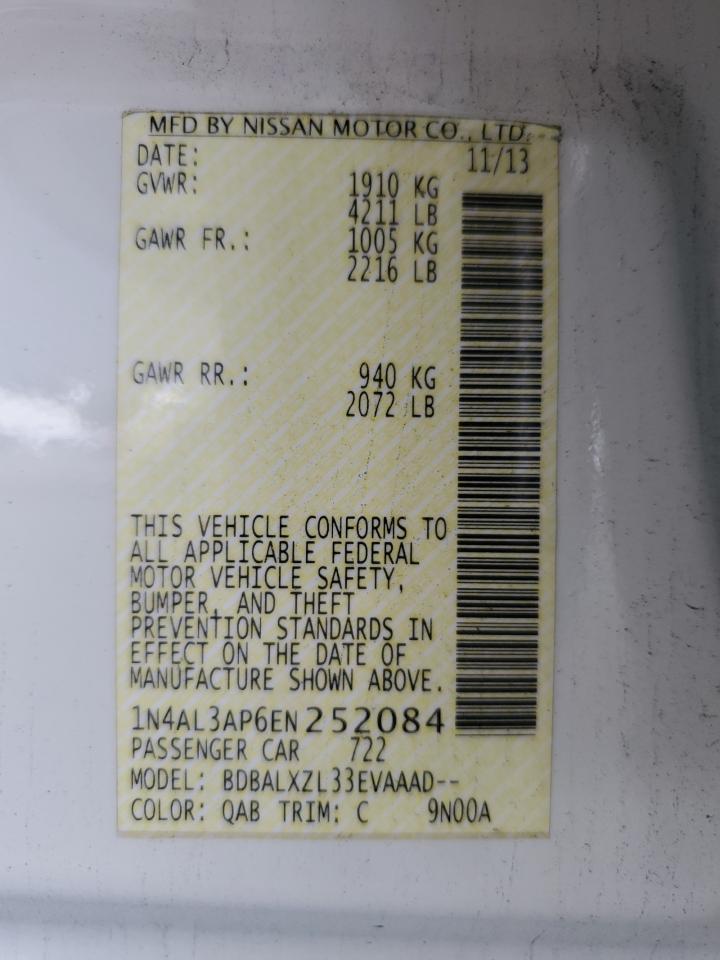 MFD BY NISSAN MOTOR CO., LTD.
DATE: 11/13
GVWR: 1910 KG
4211 LB
GAWR FR.: 1005 KG
2216 LB
GAWR RR.: 940 KG
2072 LB
THIS VEHICLE CONFORMS TO
ALL APPLICABLE FEDERAL
MOTOR VEHICLE SAFETY,
BUMPER, AND THEFT
PREVENTION STANDARDS IN
EFFECT ON THE DATE OF
MANUFACTURE SHOWN ABOVE.
1N4AL3AP6EN252084
PASSENGER CAR 722
MODEL: BDBALXZL33EVAAAD--
COLOR: QAB TRIM: C 9N00A